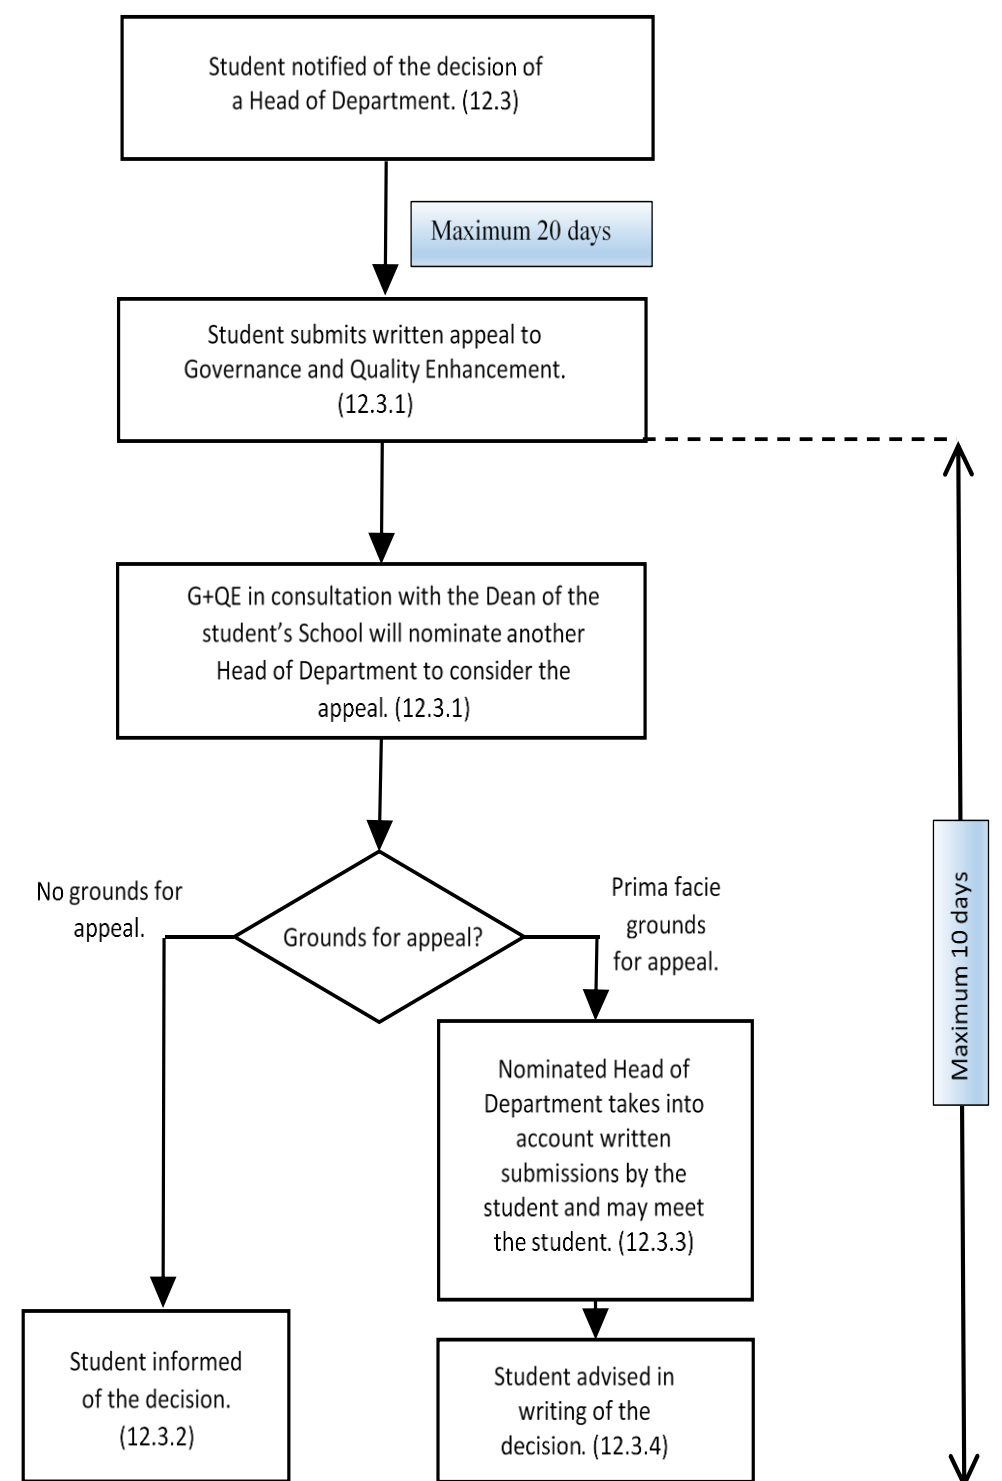 Student notified of the decision of
a Head of Department. (12.3)
Maximum 20 days
Student submits written appeal to
Governance and Quality Enhancement.
(12.3.1)
G+QE in consultation with the Dean of the
student’s School will nominate another
Head of Department to consider the
appeal. (12.3.1)
No grounds for
appeal.
Grounds for appeal?
Prima facie
grounds
for appeal.
Maximum 10 days
Nominated Head of
Department takes into
account written
submissions by the
student and may meet
the student. (12.3.3)
Student informed
of the decision.
(12.3.2)
Student advised in
writing of the
decision. (12.3.4)